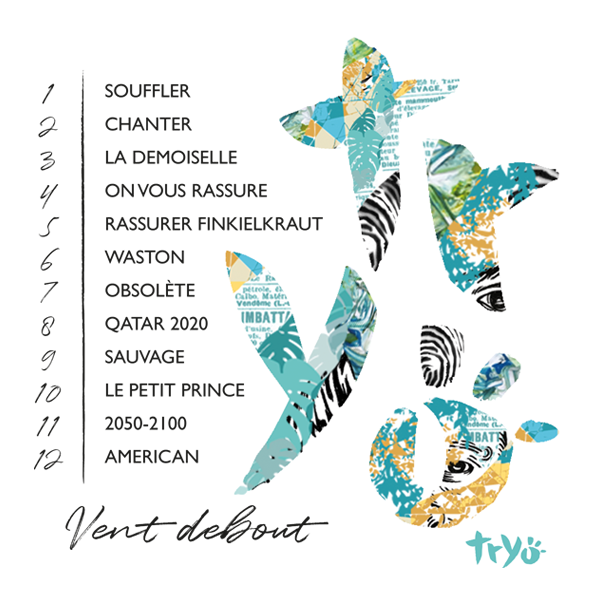 1 SOUFFLER
2 CHANTER
3 LA DEMOISELLE
4 ON VOUS RASSURE
5 RASSURER FINKIELKRAUT
6 WASTON
7 OBSOLÈTE
8 QATAR 2020
9 SAUVAGE
10 LE PETIT PRINCE
11 2050-2100
12 AMERICAN
Vent debout
tryo